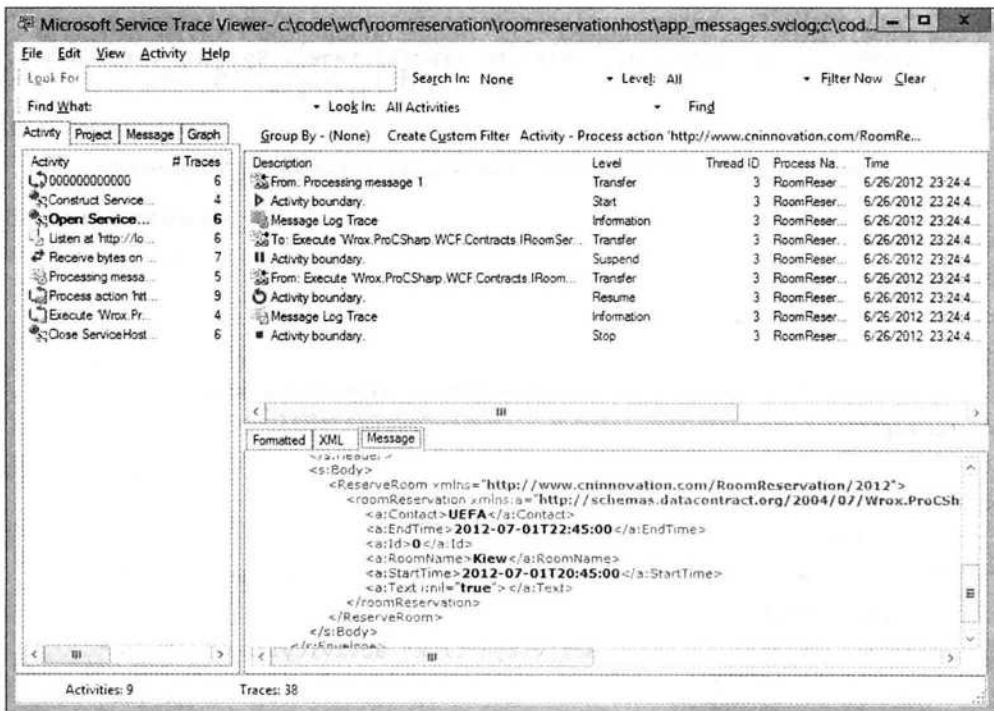 Microsoft Service Trace Viewer- c:\code\wcf\roomreservation\roomreservationhost\app_messages.svclog;c:\cod...
File Edit View Activity Help
Look For Search In: None Level: All Filter Now Clear
Find What: Look In: All Activities Find
Activity Project Message Graph
Group By - (None) Create Custom Filter Activity - Process action 'http://www.cninnovation.com/RoomRe...
Activity # Traces
000000000000 6
Construct Service... 4
Open Service... 6
Listen at 'http://lo... 6
Receive bytes on ... 7
Processing messa... 5
Process action 'htt... 9
Execute 'Wrox.Pr... 4
Close ServiceHost... 6
Description Level Thread ID Process Na... Time
From: Processing message 1 Transfer 3 RoomReser... 6/26/2012 23:24:4...
Activity boundary. Start 3 RoomReser... 6/26/2012 23:24:4...
Message Log Trace Information 3 RoomReser... 6/26/2012 23:24:4...
To: Execute 'Wrox.ProCSharp.WCF.Contracts.IRoomSer... Transfer 3 RoomReser... 6/26/2012 23:24:4...
Activity boundary. Suspend 3 RoomReser... 6/26/2012 23:24:4...
From: Execute 'Wrox.ProCSharp.WCF.Contracts.IRoom... Transfer 3 RoomReser... 6/26/2012 23:24:4...
Activity boundary. Resume 3 RoomReser... 6/26/2012 23:24:4...
Message Log Trace Information 3 RoomReser... 6/26/2012 23:24:4...
Activity boundary. Stop 3 RoomReser... 6/26/2012 23:24:4...
Formatted XML Message
</s:Header>
<s:Body>
<ReserveRoom xmlns="http://www.cninnovation.com/RoomReservation/2012">
<roomReservation xmlns:a="http://schemas.datacontract.org/2004/07/Wrox.ProCSh
<a:Contact>UEFA</a:Contact>
<a:EndTime>2012-07-01T22:45:00</a:EndTime>
<a:Id>0</a:Id>
<a:RoomName>Kiew</a:RoomName>
<a:StartTime>2012-07-01T20:45:00</a:StartTime>
<a:Text i:nil="true"></a:Text>
</roomReservation>
</ReserveRoom>
</s:Body>
</s:Envelope>
Activities: 9 Traces: 38